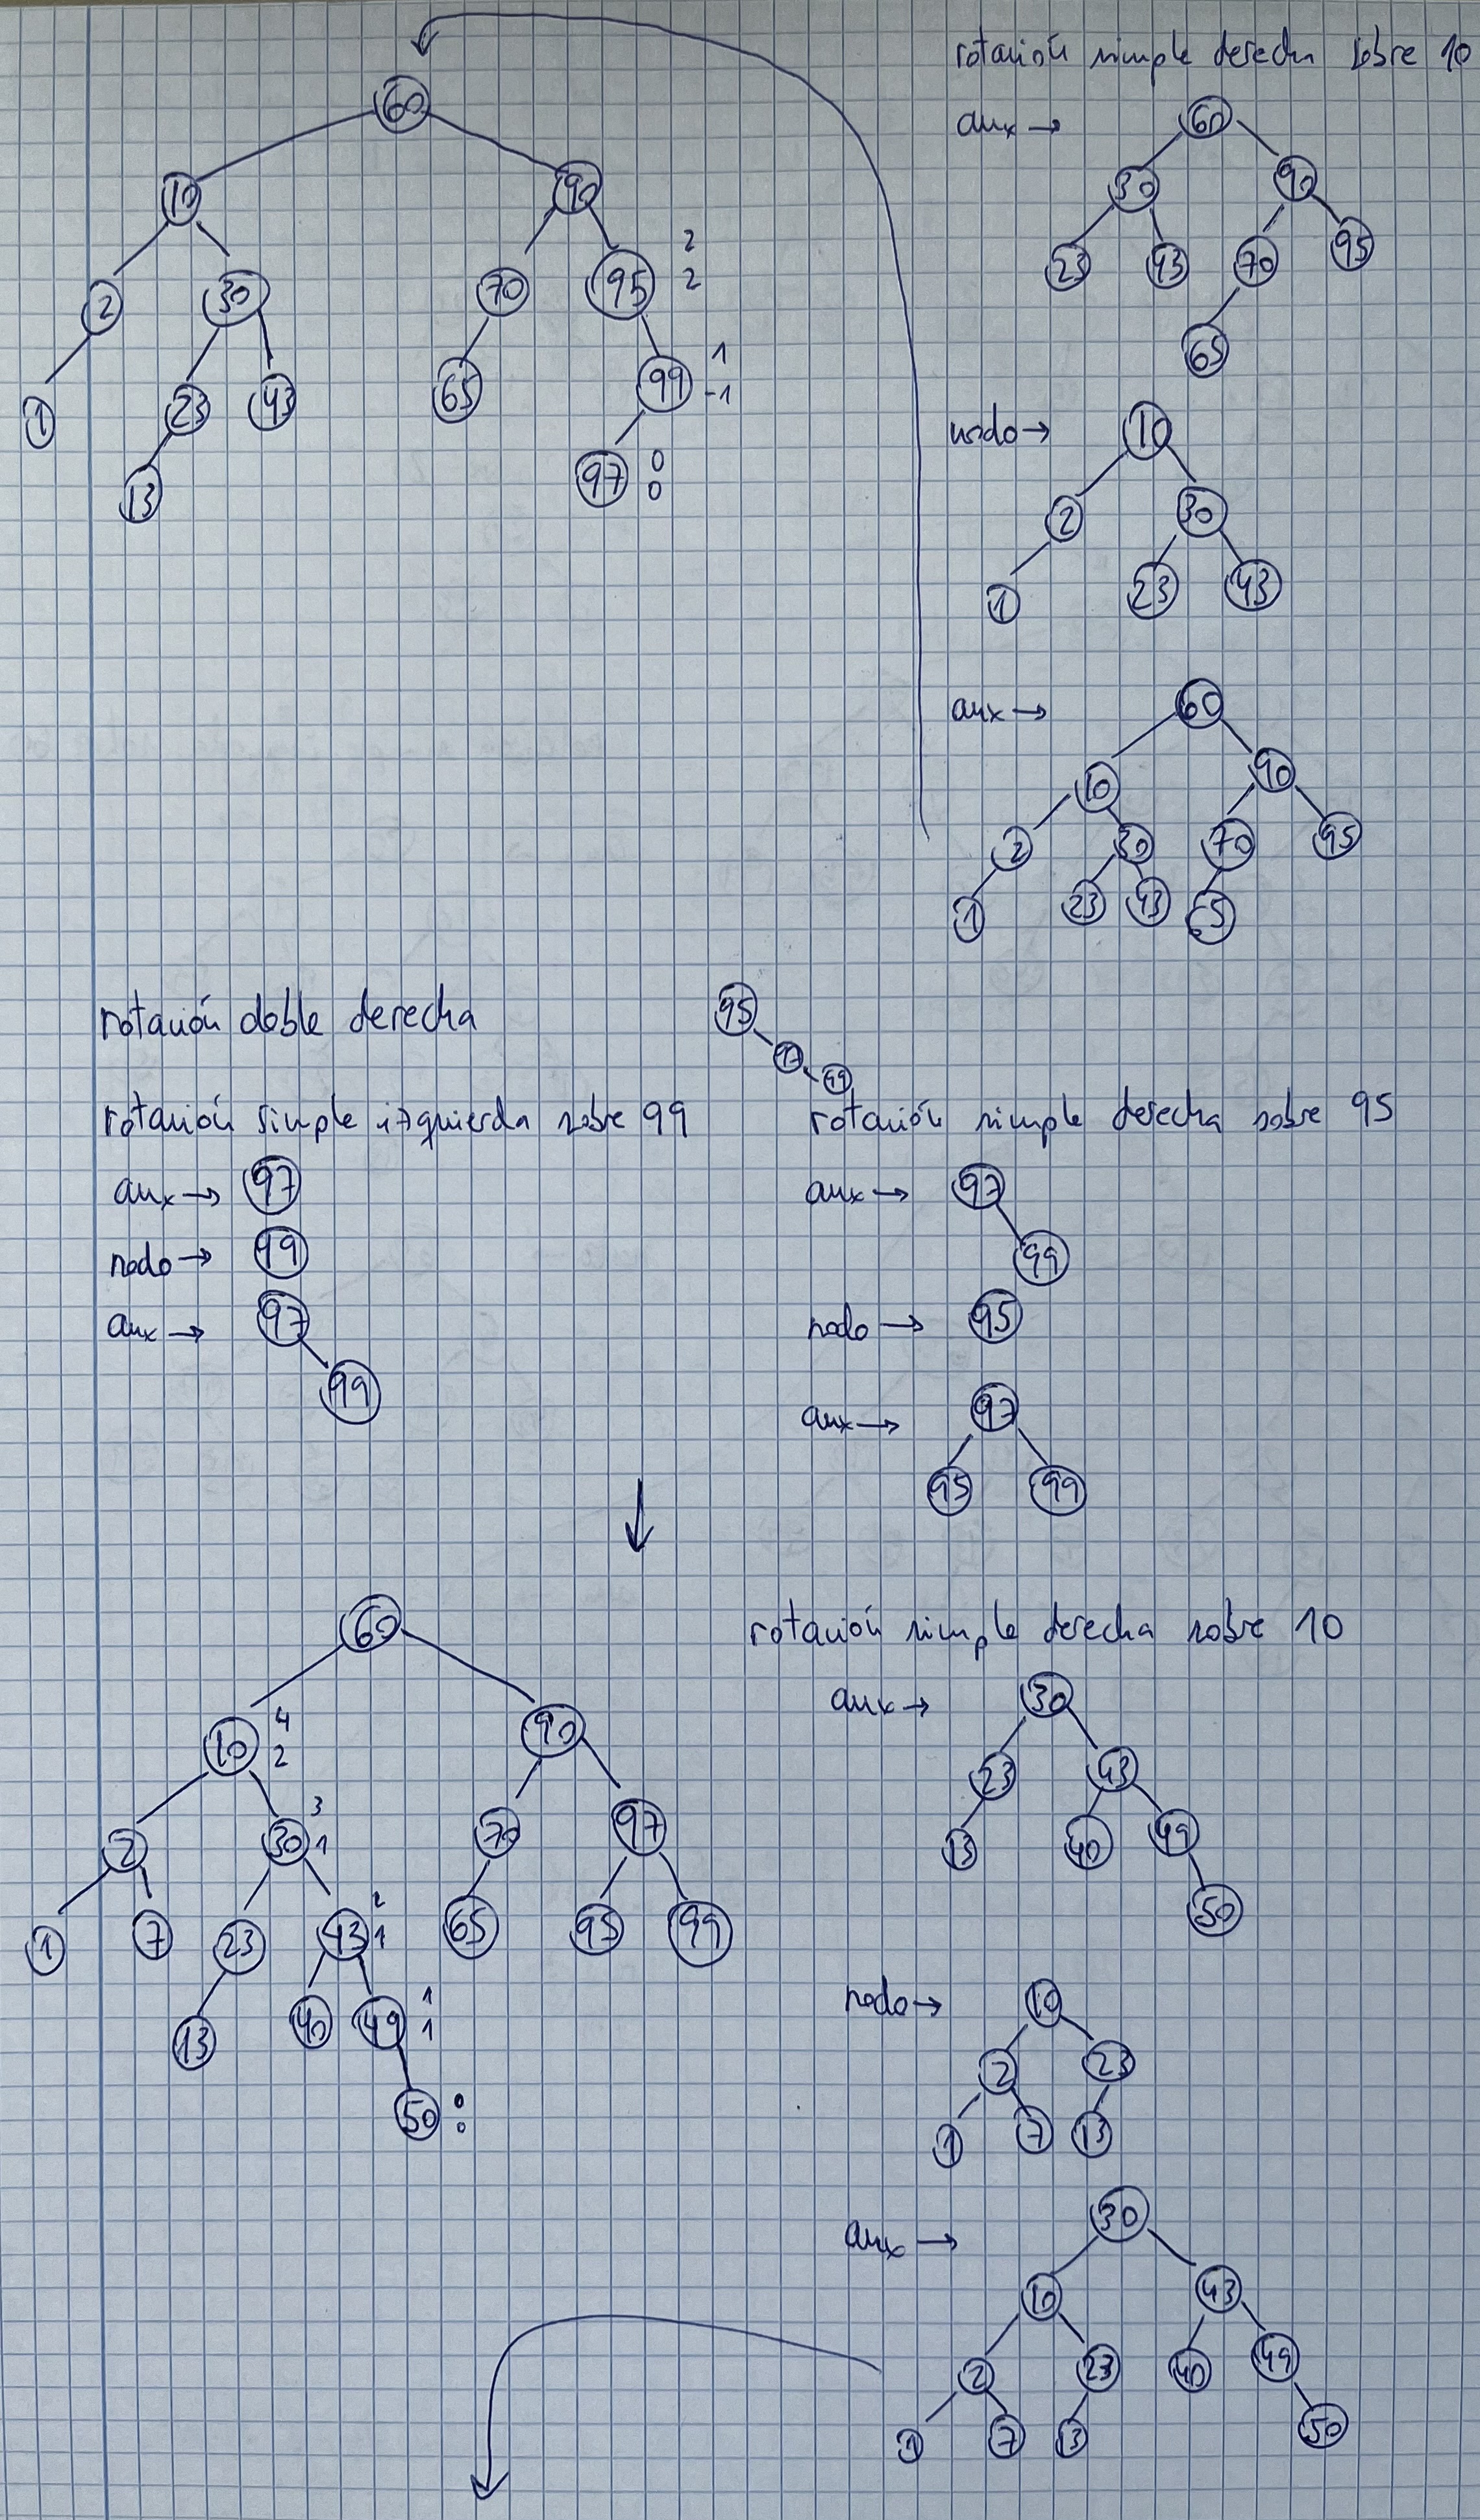 rotación simple derecha sobre 10
aux → 60
30 90
23 43 70 95
65
nodo → 10
2 30
1 23 43
aux → 60
10 90
2 30 70 95
1 23 43 65
60
10 90
2 30 70 95 2 2
1 23 43 65 99 1 -1
13 97 0 0
rotación doble derecha
95
97
99
rotación simple izquierda sobre 99
aux → 97
nodo → 99
aux → 97
99
rotación simple derecha sobre 95
aux → 97
99
nodo → 95
aux → 97
95 99
60
10 4 2 90
2 30 3 1 70 97
1 7 23 43 2 1 65 95 99
13 40 49 1 1
50 0 0
rotación simple derecha sobre 10
aux → 30
23 43
13 40 49
50
nodo → 10
2 23
1 7 13
aux → 30
10 43
2 23 40 49
1 7 13 50